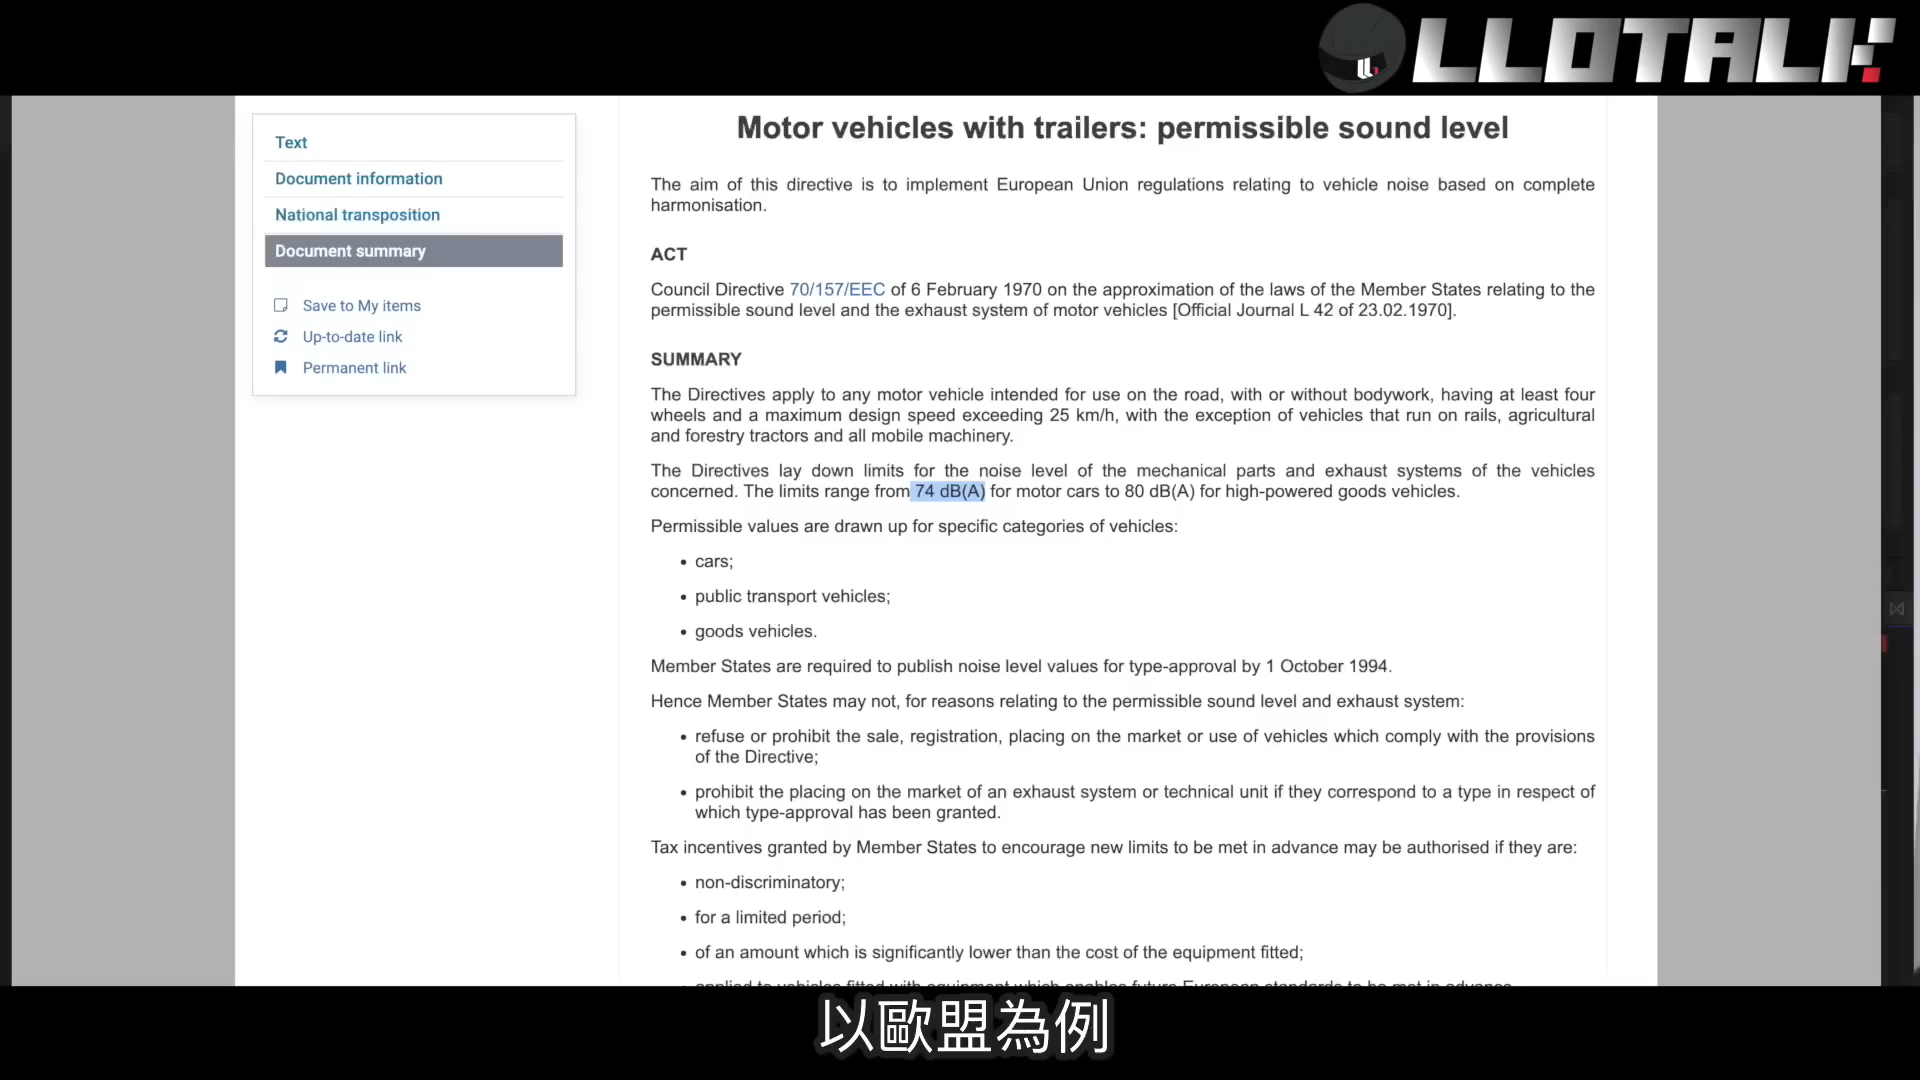 LLOTALK
Text
Document information
National transposition
Document summary
Save to My items
Up-to-date link
Permanent link
Motor vehicles with trailers: permissible sound level
The aim of this directive is to implement European Union regulations relating to vehicle noise based on complete
harmonisation.
ACT
Council Directive 70/157/EEC of 6 February 1970 on the approximation of the laws of the Member States relating to the
permissible sound level and the exhaust system of motor vehicles [Official Journal L 42 of 23.02.1970].
SUMMARY
The Directives apply to any motor vehicle intended for use on the road, with or without bodywork, having at least four
wheels and a maximum design speed exceeding 25 km/h, with the exception of vehicles that run on rails, agricultural
and forestry tractors and all mobile machinery.
The Directives lay down limits for the noise level of the mechanical parts and exhaust systems of the vehicles
concerned. The limits range from 74 dB(A) for motor cars to 80 dB(A) for high-powered goods vehicles.
Permissible values are drawn up for specific categories of vehicles:
• cars;
• public transport vehicles;
• goods vehicles.
Member States are required to publish noise level values for type-approval by 1 October 1994.
Hence Member States may not, for reasons relating to the permissible sound level and exhaust system:
• refuse or prohibit the sale, registration, placing on the market or use of vehicles which comply with the provisions
of the Directive;
• prohibit the placing on the market of an exhaust system or technical unit if they correspond to a type in respect of
which type-approval has been granted.
Tax incentives granted by Member States to encourage new limits to be met in advance may be authorised if they are:
• non-discriminatory;
• for a limited period;
• of an amount which is significantly lower than the cost of the equipment fitted;
• applied to vehicles fitted with equipment which enables future European standards to be met in advance.
以歐盟為例